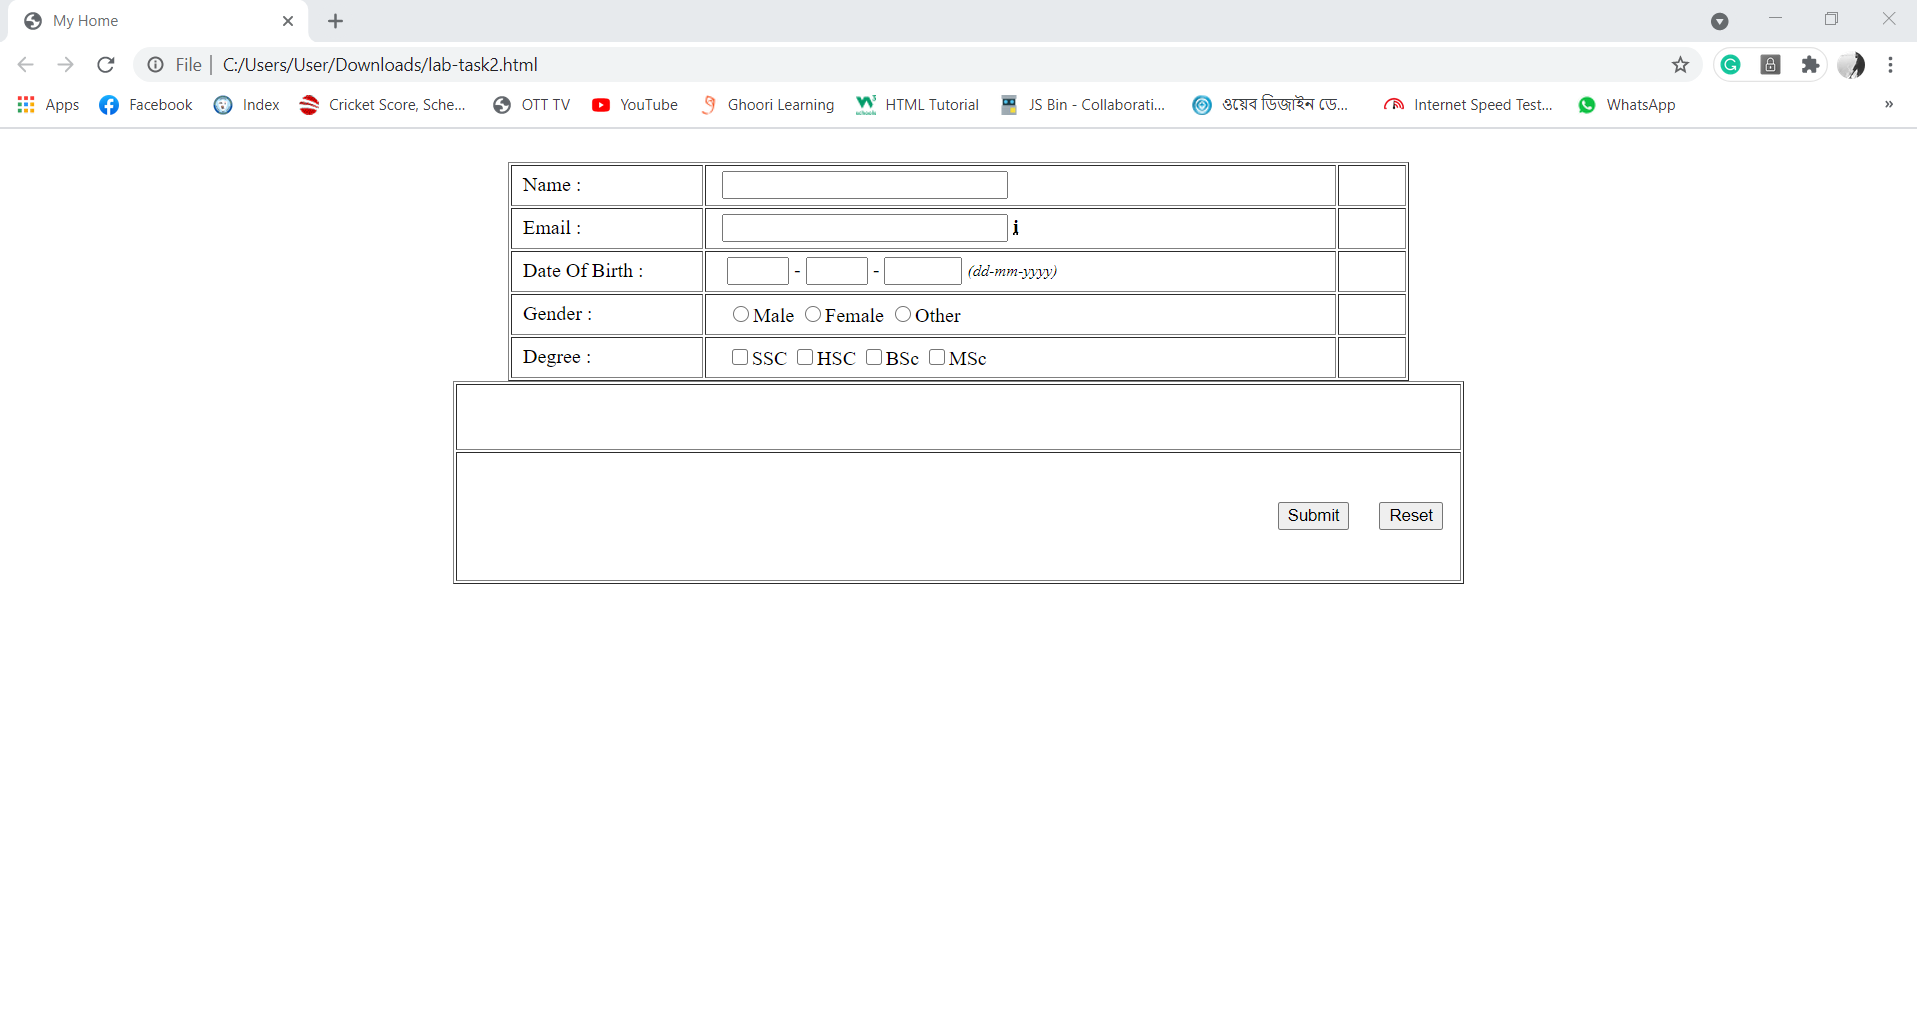 My Home
File | C:/Users/User/Downloads/lab-task2.html
Apps Facebook Index Cricket Score, Sche... OTT TV YouTube Ghoori Learning HTML Tutorial JS Bin - Collaborati... ওয়েব ডিজাইন ডে... Internet Speed Test... WhatsApp »
Name :
Email : i
Date Of Birth : - - (dd-mm-yyyy)
Gender : Male Female Other
Degree : SSC HSC BSc MSc
Submit Reset